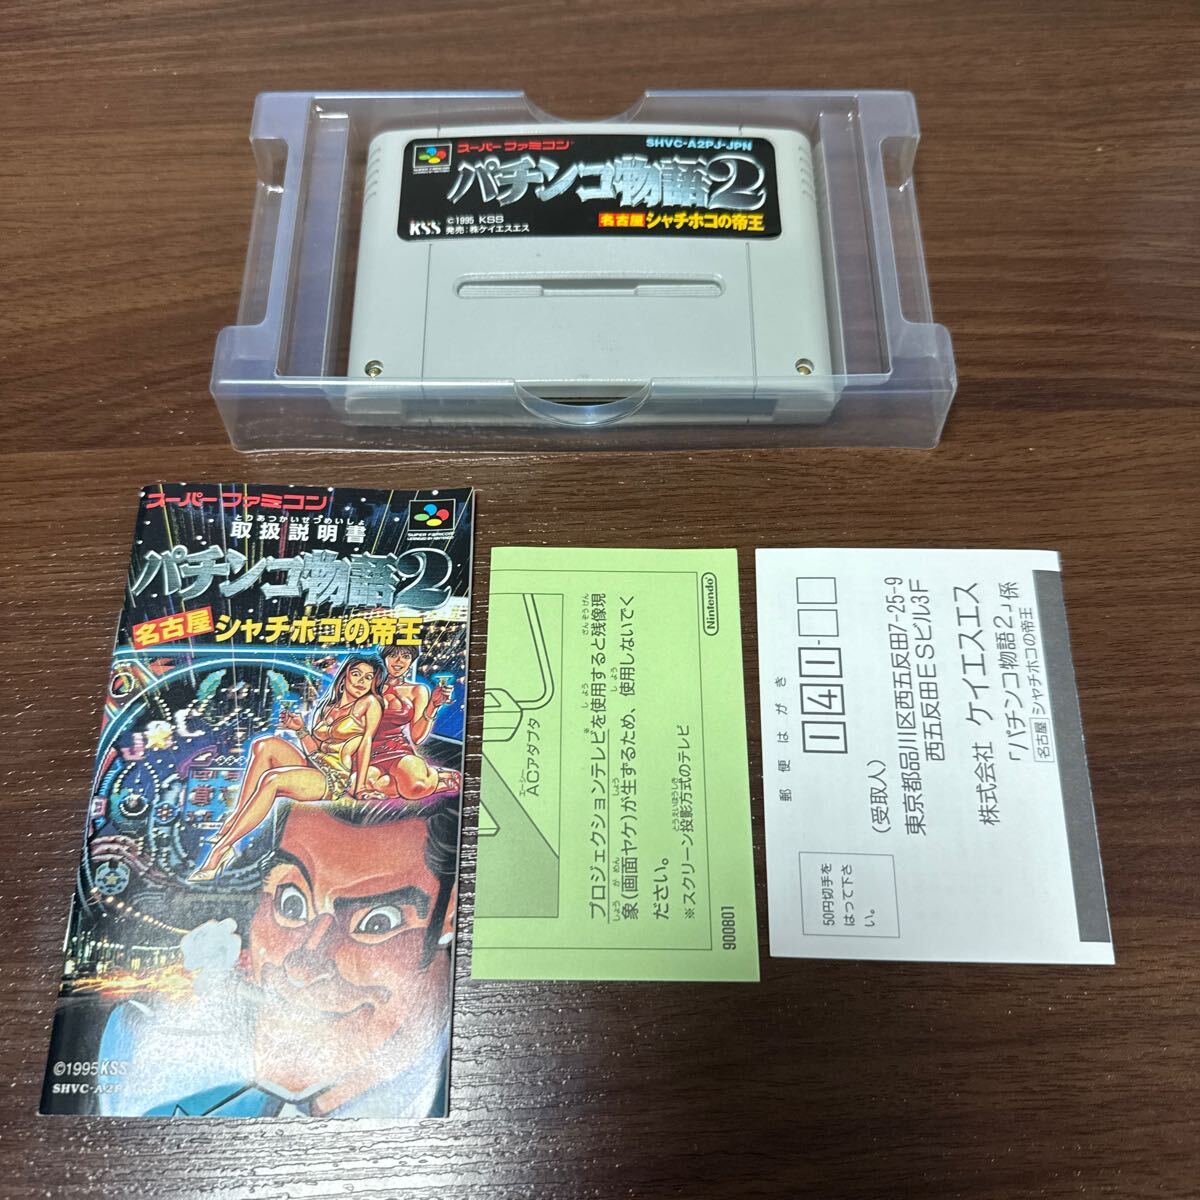 スーパーファミコン
SHVC-A2PJ-JPN
パチンコ物語2
名古屋 シャチホコの帝王
KSS
©1995 KSS
発売:㈱ケイエスエス
スーパーファミコン
とりあつかいせつめいしょ
取扱説明書
SUPER FAMICOM
LICENSED BY NINTENDO
パチンコ物語2
名古屋 シャチホコの帝王
©1995 KSS
SHVC-A2P
エーシー
ACアダプタ
プロジェクションテレビ※を使用すると残像現
象(画面ヤケ)が生ずるため、使用しないでく
ださい。
※スクリーン投影方式のテレビ
Nintendo
900801
郵便はがき
141-
50円切手を
はって下さ
い。
(受取人)
東京都品川区西五反田7-25-9
西五反田ESビル3F
株式会社 ケイエスエス
「パチンコ物語2」係
名古屋 シャチホコの帝王